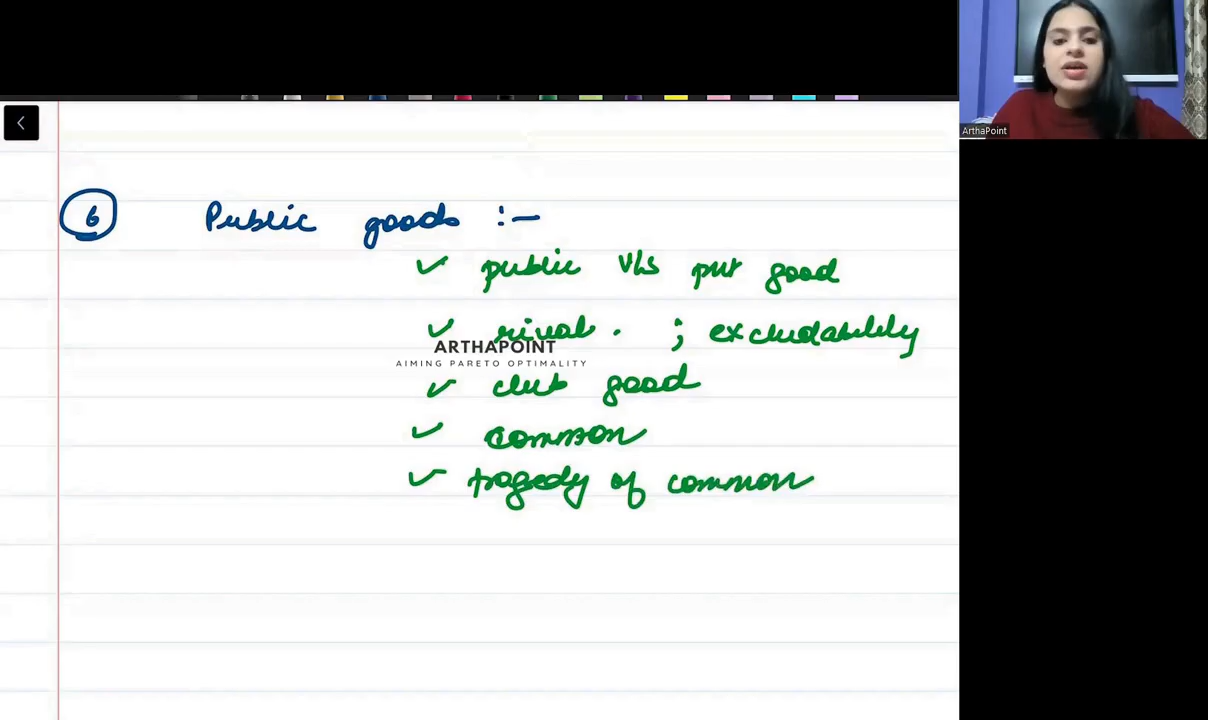 ArthaPoint
6 Public goods :-
✓ public v/s pvt good
✓ rival . ; excludability
ARTHAPOINT
AIMING PARETO OPTIMALITY
✓ club good
✓ common
✓ tragedy of common